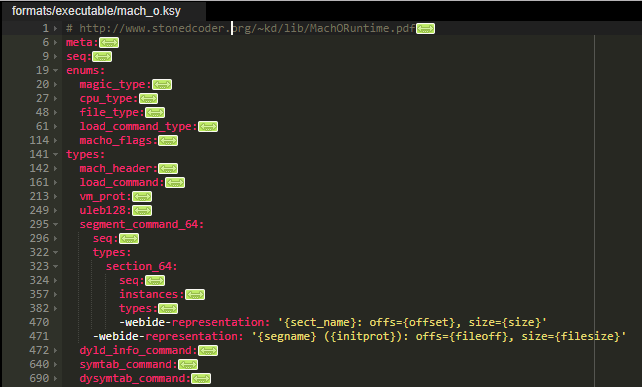 formats/executable/mach_o.ksy
1 # http://www.stonedcoder.org/~kd/lib/MachORuntime.pdf
6 meta:
9 seq:
19 enums:
20 magic_type:
27 cpu_type:
48 file_type:
61 load_command_type:
114 macho_flags:
141 types:
142 mach_header:
161 load_command:
213 vm_prot:
249 uleb128:
295 segment_command_64:
296 seq:
322 types:
323 section_64:
324 seq:
357 instances:
382 types:
470 -webide-representation: '{sect_name}: offs={offset}, size={size}'
471 -webide-representation: '{segname} ({initprot}): offs={fileoff}, size={filesize}'
472 dyld_info_command:
640 symtab_command:
690 dysymtab_command: